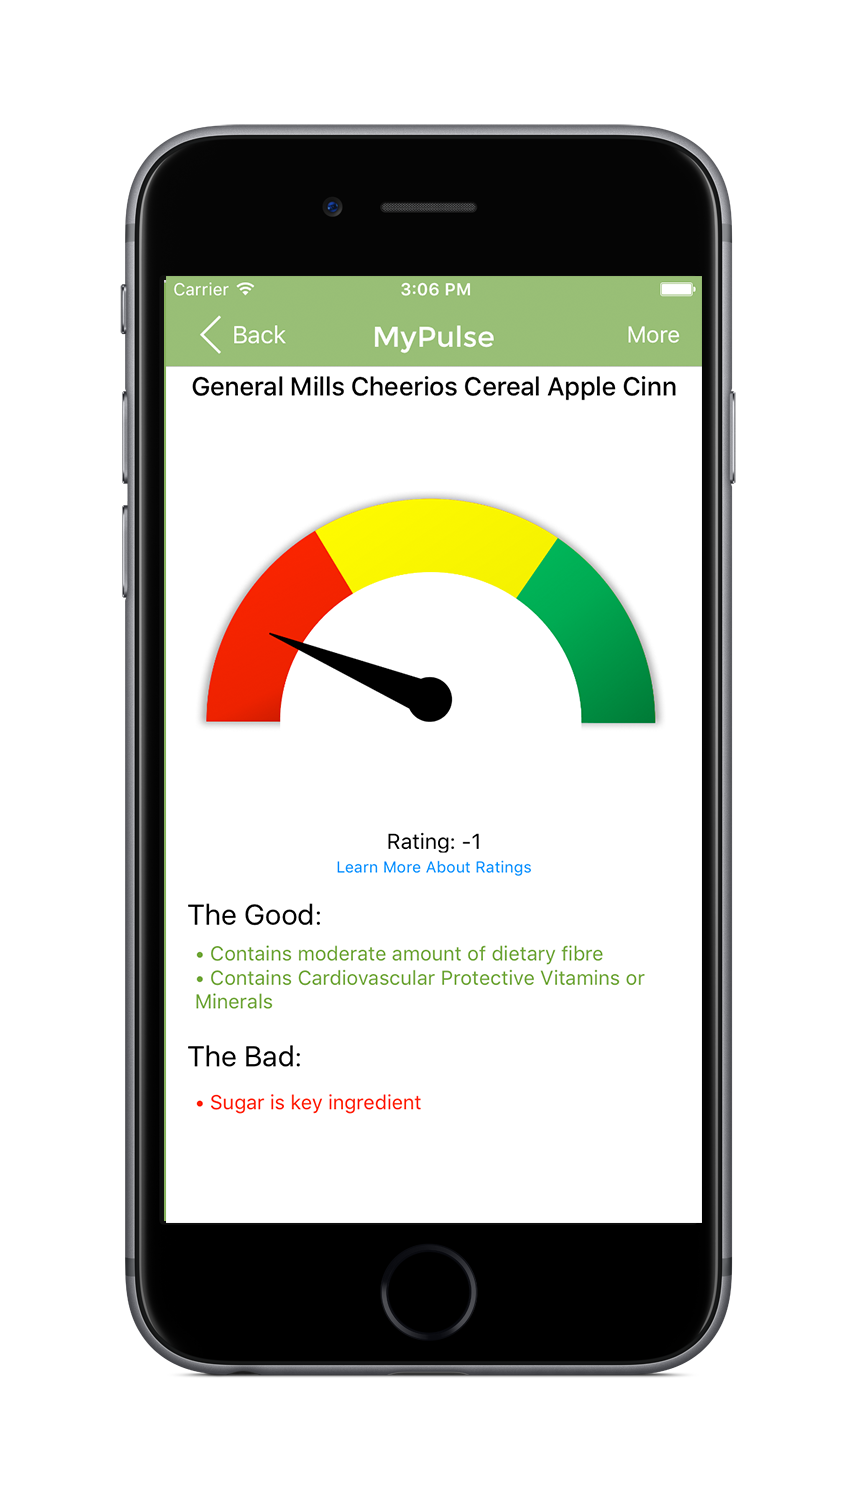 Carrier 3:06 PM
Back MyPulse More
General Mills Cheerios Cereal Apple Cinn
Rating: -1
Learn More About Ratings
The Good:
• Contains moderate amount of dietary fibre
• Contains Cardiovascular Protective Vitamins or
Minerals
The Bad:
• Sugar is key ingredient